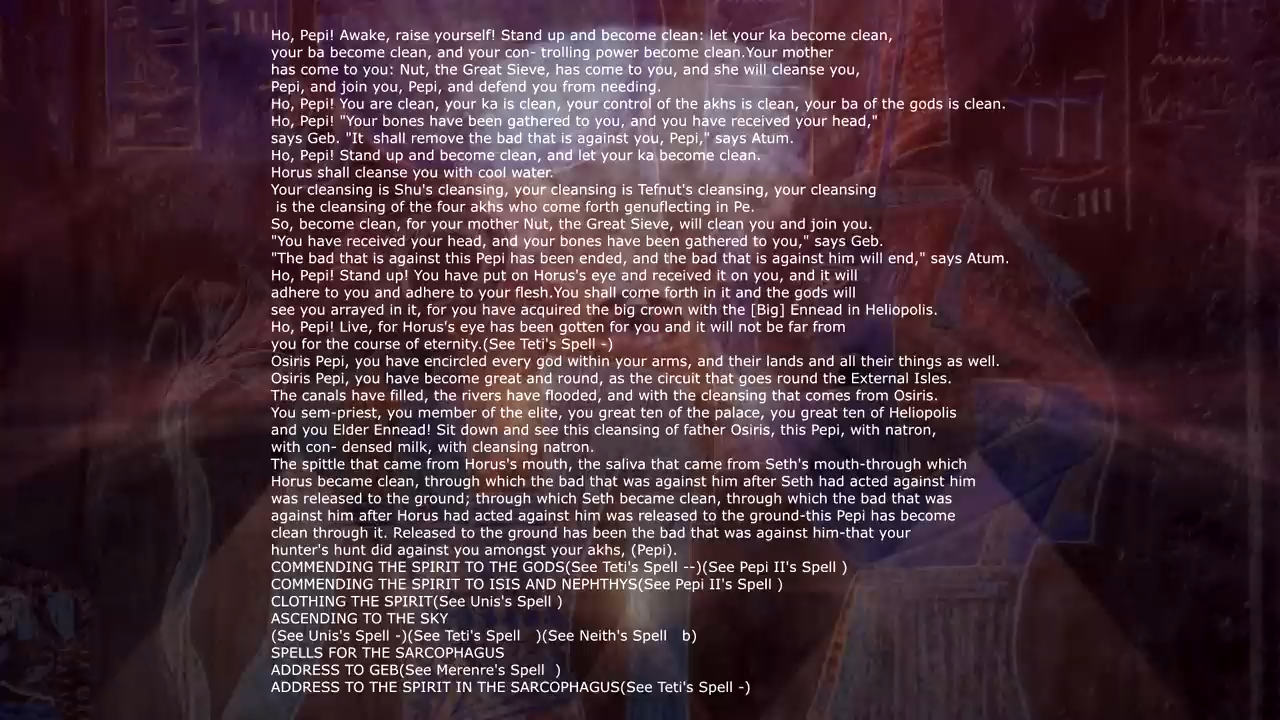 Ho, Pepi! Awake, raise yourself! Stand up and become clean: let your ka become clean,
your ba become clean, and your con- trolling power become clean.Your mother
has come to you: Nut, the Great Sieve, has come to you, and she will cleanse you,
Pepi, and join you, Pepi, and defend you from needing.
Ho, Pepi! You are clean, your ka is clean, your control of the akhs is clean, your ba of the gods is clean.
Ho, Pepi! "Your bones have been gathered to you, and you have received your head,"
says Geb. "It  shall remove the bad that is against you, Pepi," says Atum.
Ho, Pepi! Stand up and become clean, and let your ka become clean.
Horus shall cleanse you with cool water.
Your cleansing is Shu's cleansing, your cleansing is Tefnut's cleansing, your cleansing
is the cleansing of the four akhs who come forth genuflecting in Pe.
So, become clean, for your mother Nut, the Great Sieve, will clean you and join you.
"You have received your head, and your bones have been gathered to you," says Geb.
"The bad that is against this Pepi has been ended, and the bad that is against him will end," says Atum.
Ho, Pepi! Stand up! You have put on Horus's eye and received it on you, and it will
adhere to you and adhere to your flesh.You shall come forth in it and the gods will
see you arrayed in it, for you have acquired the big crown with the [Big] Ennead in Heliopolis.
Ho, Pepi! Live, for Horus's eye has been gotten for you and it will not be far from
you for the course of eternity.(See Teti's Spell -)
Osiris Pepi, you have encircled every god within your arms, and their lands and all their things as well.
Osiris Pepi, you have become great and round, as the circuit that goes round the External Isles.
The canals have filled, the rivers have flooded, and with the cleansing that comes from Osiris.
You sem-priest, you member of the elite, you great ten of the palace, you great ten of Heliopolis
and you Elder Ennead! Sit down and see this cleansing of father Osiris, this Pepi, with natron,
with con- densed milk, with cleansing natron.
The spittle that came from Horus's mouth, the saliva that came from Seth's mouth-through which
Horus became clean, through which the bad that was against him after Seth had acted against him
was released to the ground; through which Seth became clean, through which the bad that was
against him after Horus had acted against him was released to the ground-this Pepi has become
clean through it. Released to the ground has been the bad that was against him-that your
hunter's hunt did against you amongst your akhs, (Pepi).
COMMENDING THE SPIRIT TO THE GODS(See Teti's Spell --)(See Pepi II's Spell )
COMMENDING THE SPIRIT TO ISIS AND NEPHTHYS(See Pepi II's Spell )
CLOTHING THE SPIRIT(See Unis's Spell )
ASCENDING TO THE SKY
(See Unis's Spell -)(See Teti's Spell   )(See Neith's Spell   b)
SPELLS FOR THE SARCOPHAGUS
ADDRESS TO GEB(See Merenre's Spell  )
ADDRESS TO THE SPIRIT IN THE SARCOPHAGUS(See Teti's Spell -)